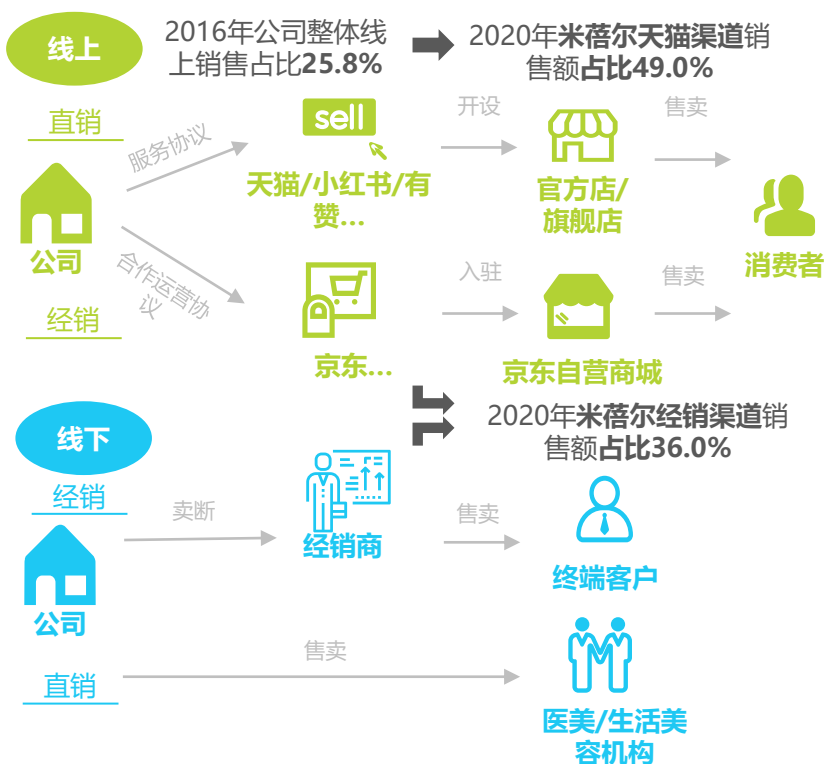 线上
2016年公司整体线
上销售占比25.8%
2020年米蓓尔天猫渠道销
售额占比49.0%
直销
服务协议
sell
开设
售卖
天猫/小红书/有
赞...
官方店/
旗舰店
公司
消费者
合作运营协
议
入驻
售卖
经销
京东...
京东自营商城
2020年米蓓尔经销渠道销
售额占比36.0%
线下
经销
卖断
售卖
经销商
终端客户
公司
售卖
直销
医美/生活美
容机构